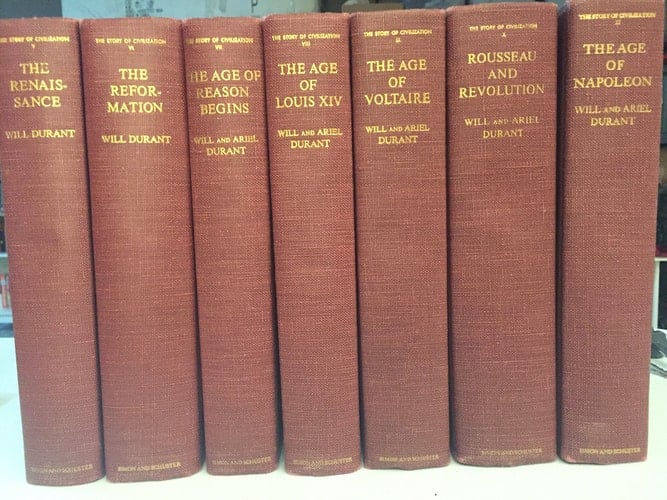 THE STORY OF CIVILIZATION
V
THE
RENAIS-
SANCE
WILL DURANT
SIMON AND SCHUSTER
THE STORY OF CIVILIZATION
VI
THE
REFOR-
MATION
WILL DURANT
SIMON AND SCHUSTER
THE STORY OF CIVILIZATION
VII
THE AGE OF
REASON
BEGINS
WILL AND ARIEL
DURANT
SIMON AND SCHUSTER
THE STORY OF CIVILIZATION
VIII
THE AGE
OF
LOUIS XIV
WILL AND ARIEL
DURANT
SIMON AND SCHUSTER
THE STORY OF CIVILIZATION
IX
THE AGE
OF
VOLTAIRE
WILL AND ARIEL
DURANT
SIMON AND SCHUSTER
THE STORY OF CIVILIZATION
X
ROUSSEAU
AND
REVOLUTION
WILL AND ARIEL
DURANT
SIMON AND SCHUSTER
THE STORY OF CIVILIZATION
XI
THE AGE
OF
NAPOLEON
WILL AND ARIEL
DURANT
SIMON AND SCHUSTER